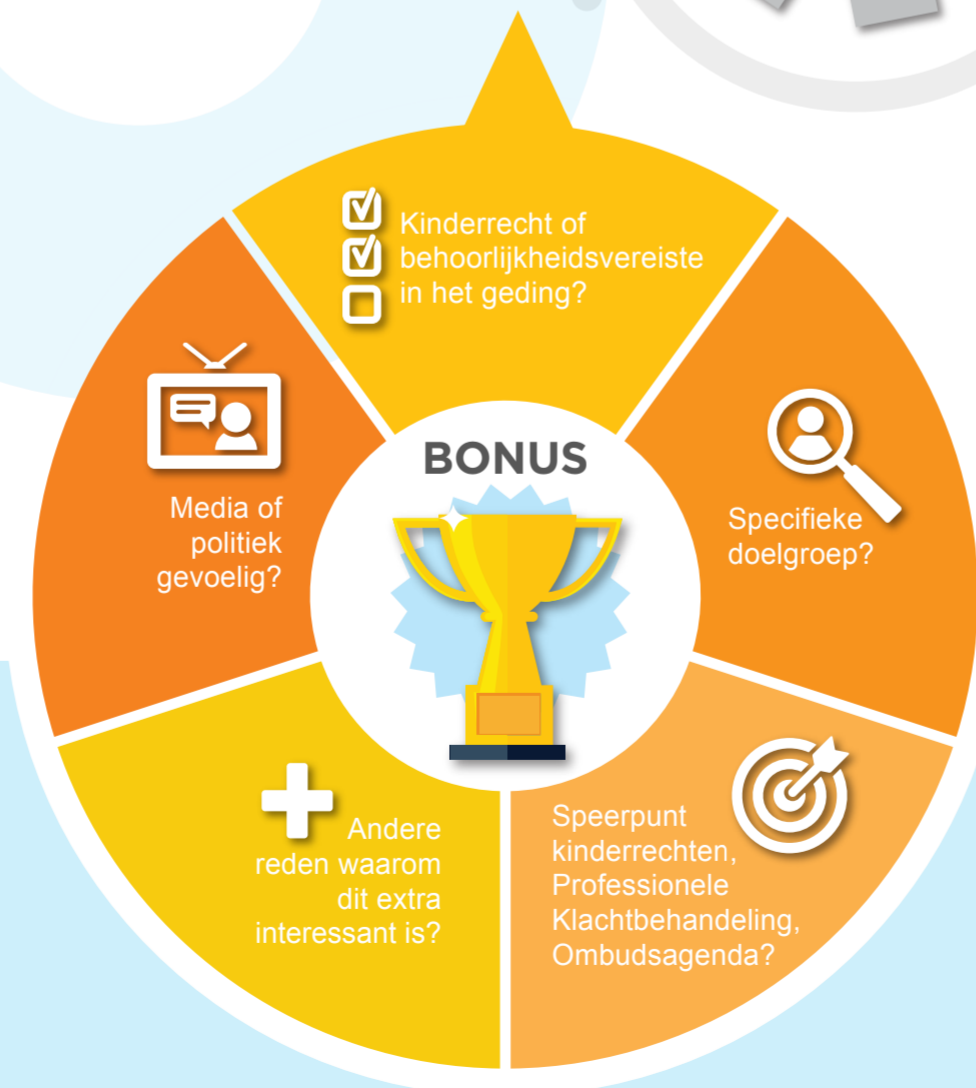 Kinderrecht of
behoorlijkheidsvereiste
in het geding?
Specifieke
doelgroep?
Speerpunt
kinderrechten,
Professionele
Klachtbehandeling,
Ombudsagenda?
Andere
reden waarom
dit extra
interessant is?
Media of
politiek
gevoelig?
BONUS